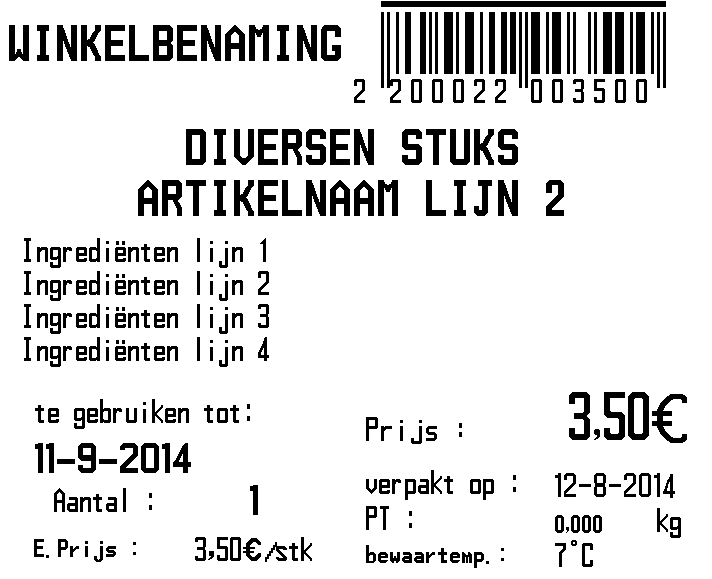 WINKELBENAMING
2 200022 003500
DIVERSEN STUKS
ARTIKELNAAM LIJN 2
Ingrediënten lijn 1
Ingrediënten lijn 2
Ingrediënten lijn 3
Ingrediënten lijn 4
te gebruiken tot:
11-9-2014
Aantal : 1
E. Prijs : 3,50€/stk
Prijs : 3,50€
verpakt op : 12-8-2014
PT : 0,000 kg
bewaartemp. : 7°C